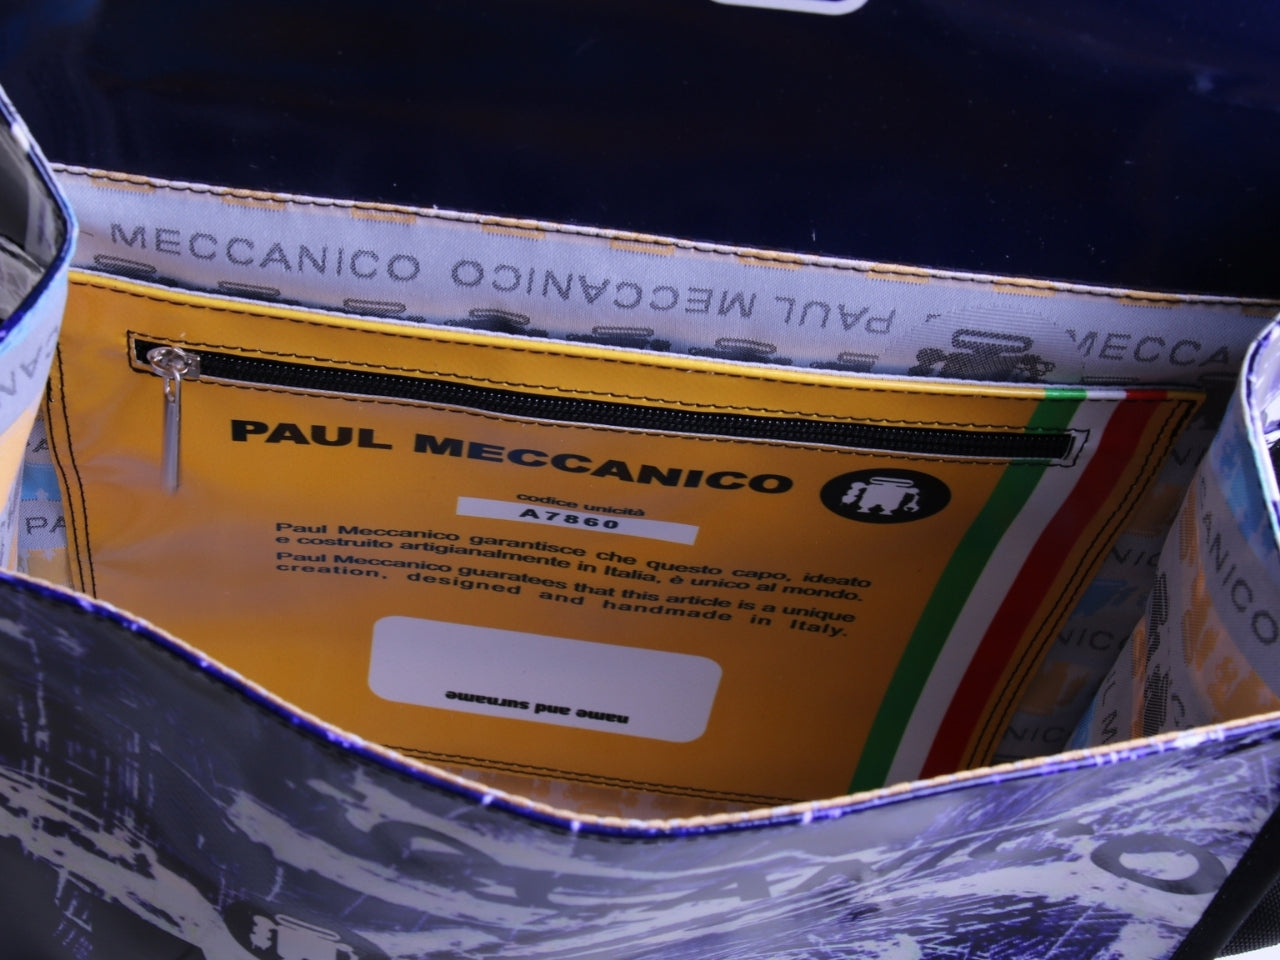 MECCANICO PAUL MECCANICO
MECCA
PAUL MECCANICO
codice unicità
A7860
Paul Meccanico garantisce che questo capo, ideato
e costruito artigianalmente in Italia, è unico al mondo.
Paul Meccanico guaratees that this article is a unique
creation, designed and handmade in Italy.
name and surname